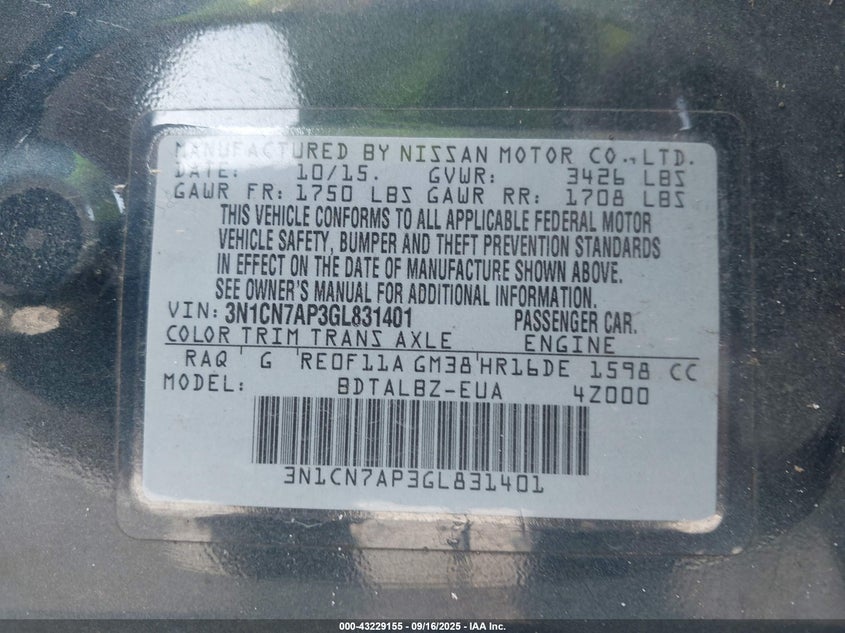 MANUFACTURED BY NISSAN MOTOR CO., LTD.
DATE: 10/15. GVWR: 3426 LBS
GAWR FR: 1750 LBS GAWR RR: 1708 LBS
THIS VEHICLE CONFORMS TO ALL APPLICABLE FEDERAL MOTOR
VEHICLE SAFETY, BUMPER AND THEFT PREVENTION STANDARDS
IN EFFECT ON THE DATE OF MANUFACTURE SHOWN ABOVE.
SEE OWNER'S MANUAL FOR ADDITIONAL INFORMATION.
VIN: 3N1CN7AP3GL831401 PASSENGER CAR.
COLOR TRIM TRANS AXLE ENGINE
RAQ G RE0F11A GM38 HR16DE 1598 CC
MODEL: BDTALBZ-EUA 4Z000
3N1CN7AP3GL831401
000-43229155 - 09/16/2025 - IAA Inc.